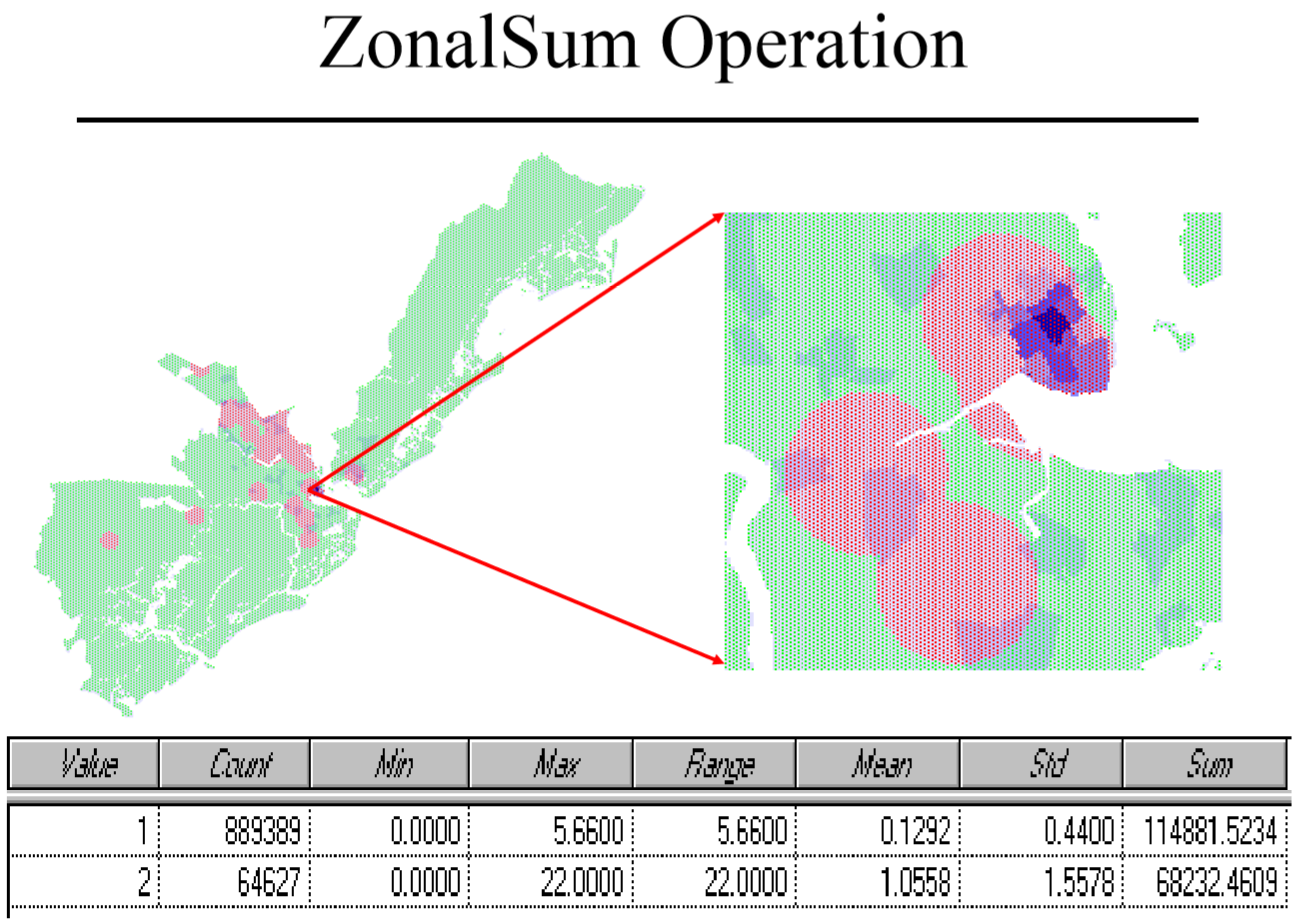 ZonalSum Operation
Value Count Min Max Range Mean Std Sum
1 889389 0.0000 5.6600 5.6600 0.1292 0.4400 114881.5234
2 64627 0.0000 22.0000 22.0000 1.0558 1.5578 68232.4609